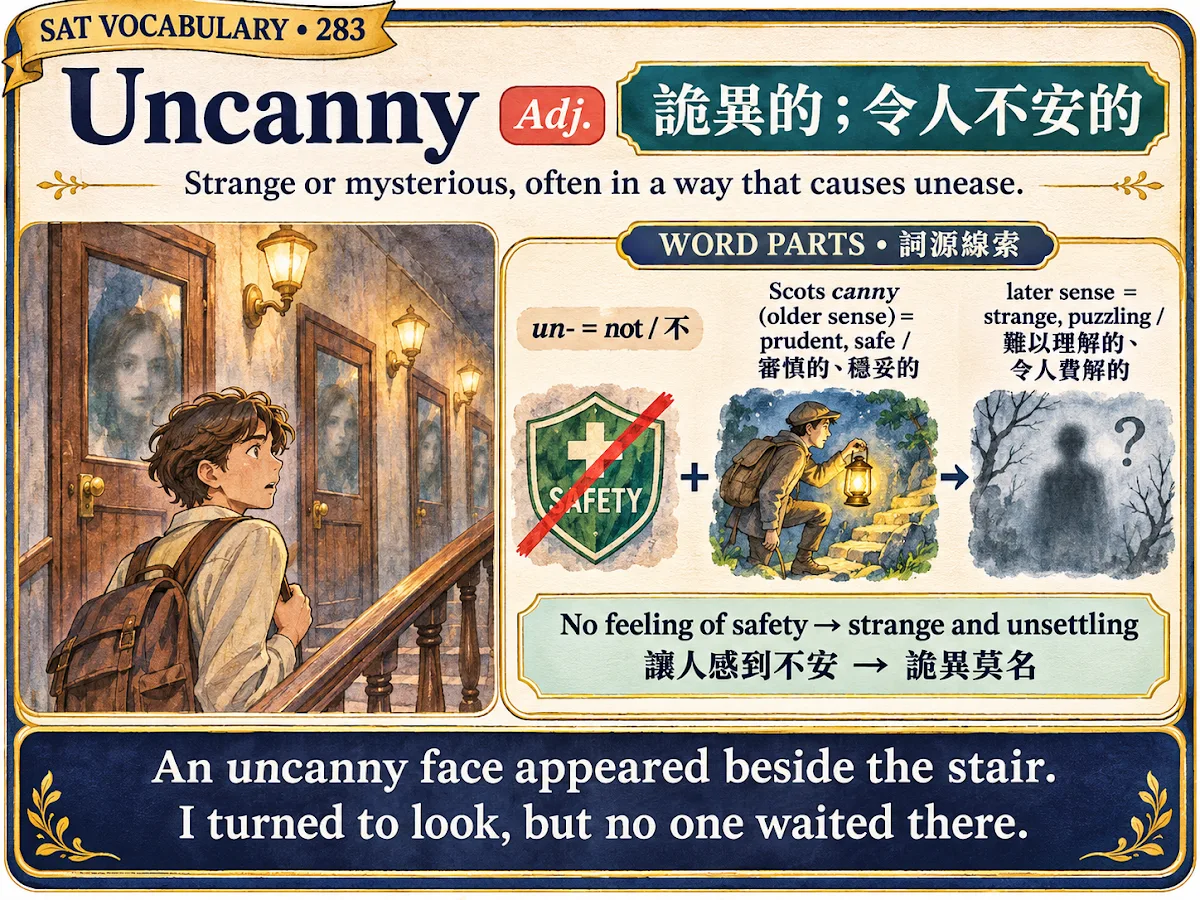 SAT VOCABULARY • 283
Uncanny
Adj.
詭異的；令人不安的
Strange or mysterious, often in a way that causes unease.
WORD PARTS • 詞源線索
un- = not / 不
Scots canny
(older sense) =
prudent, safe /
審慎的、穩妥的
later sense =
strange, puzzling /
難以理解的、
令人費解的
SAFETY
+
→
?
No feeling of safety → strange and unsettling
讓人感到不安 → 詭異莫名
An uncanny face appeared beside the stair.
I turned to look, but no one waited there.